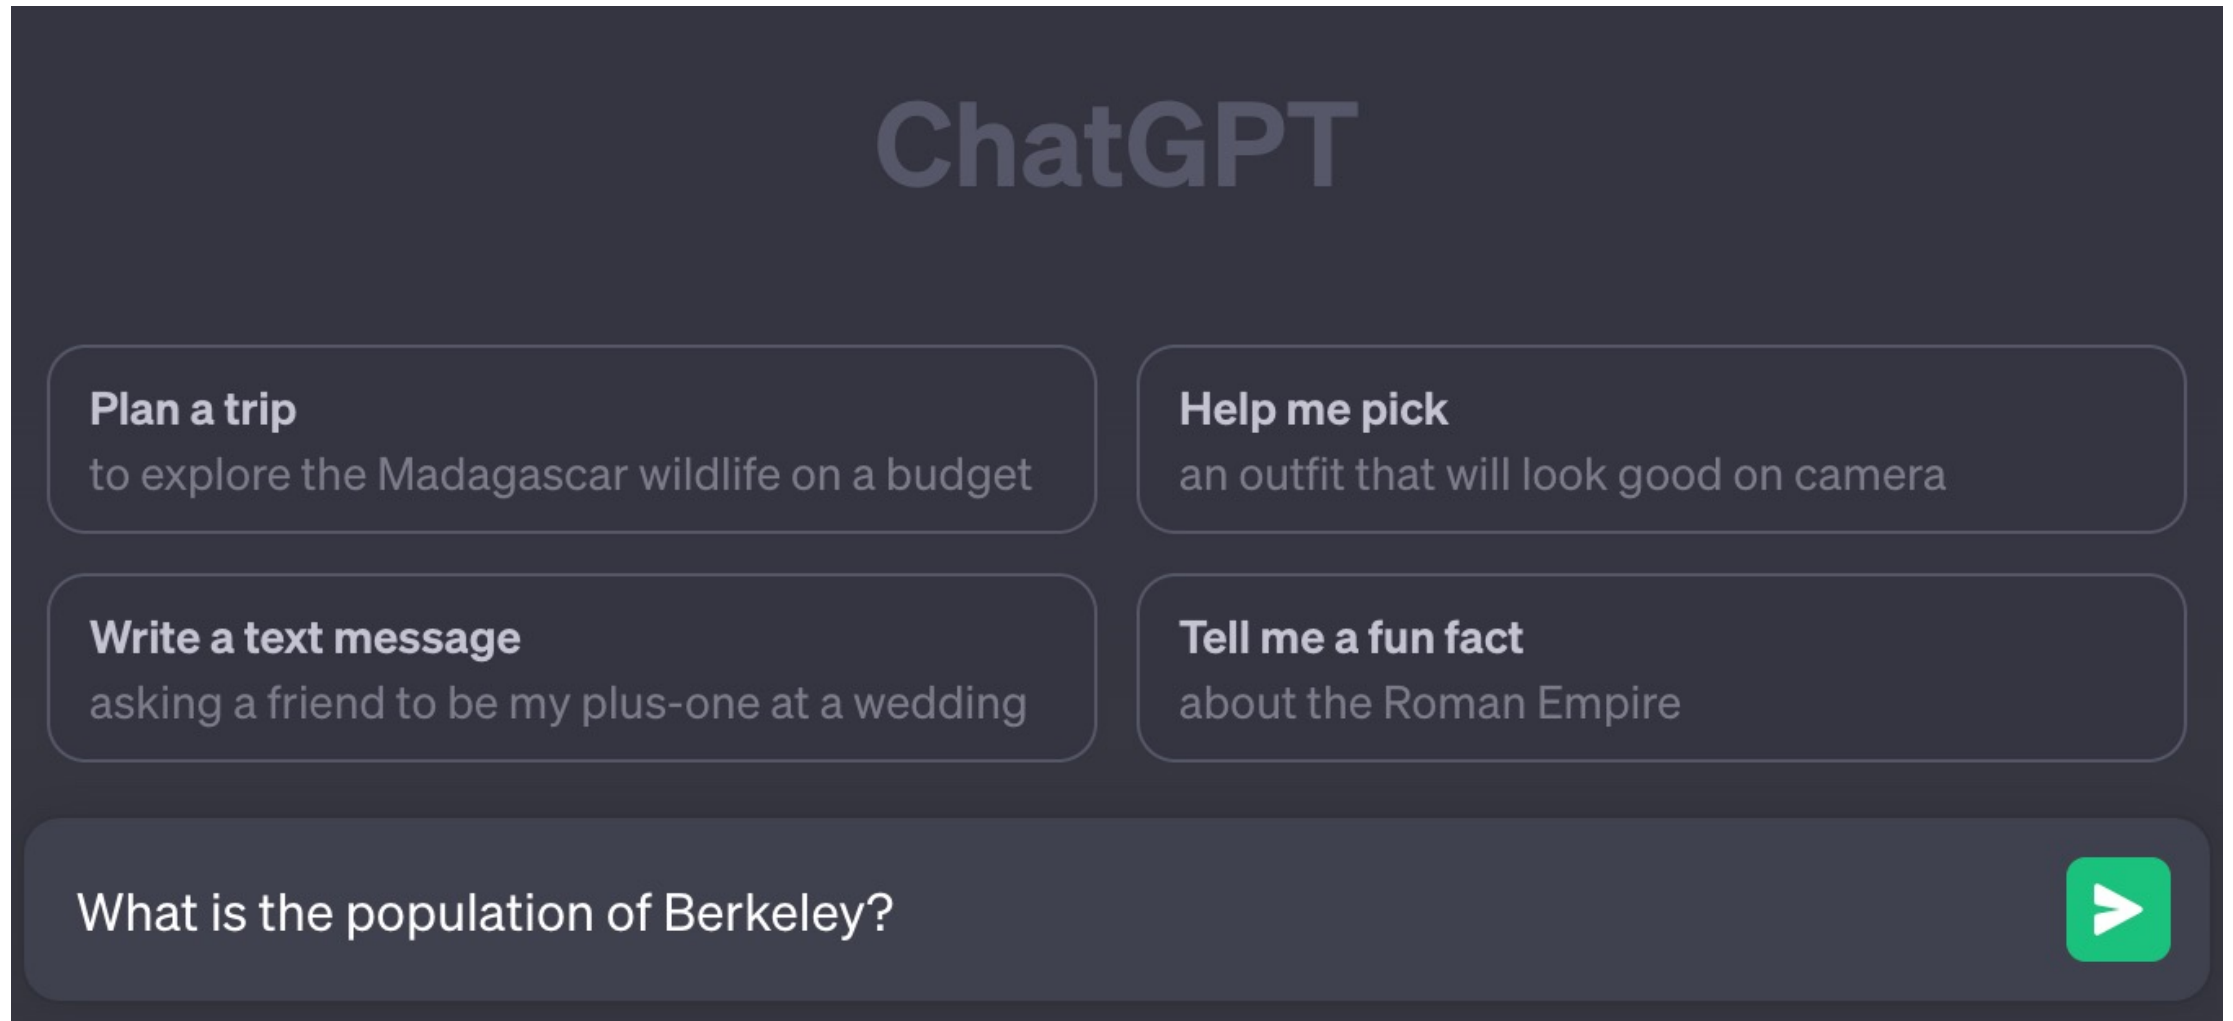 ChatGPT
Plan a trip
to explore the Madagascar wildlife on a budget
Help me pick
an outfit that will look good on camera
Write a text message
asking a friend to be my plus-one at a wedding
Tell me a fun fact
about the Roman Empire
What is the population of Berkeley?